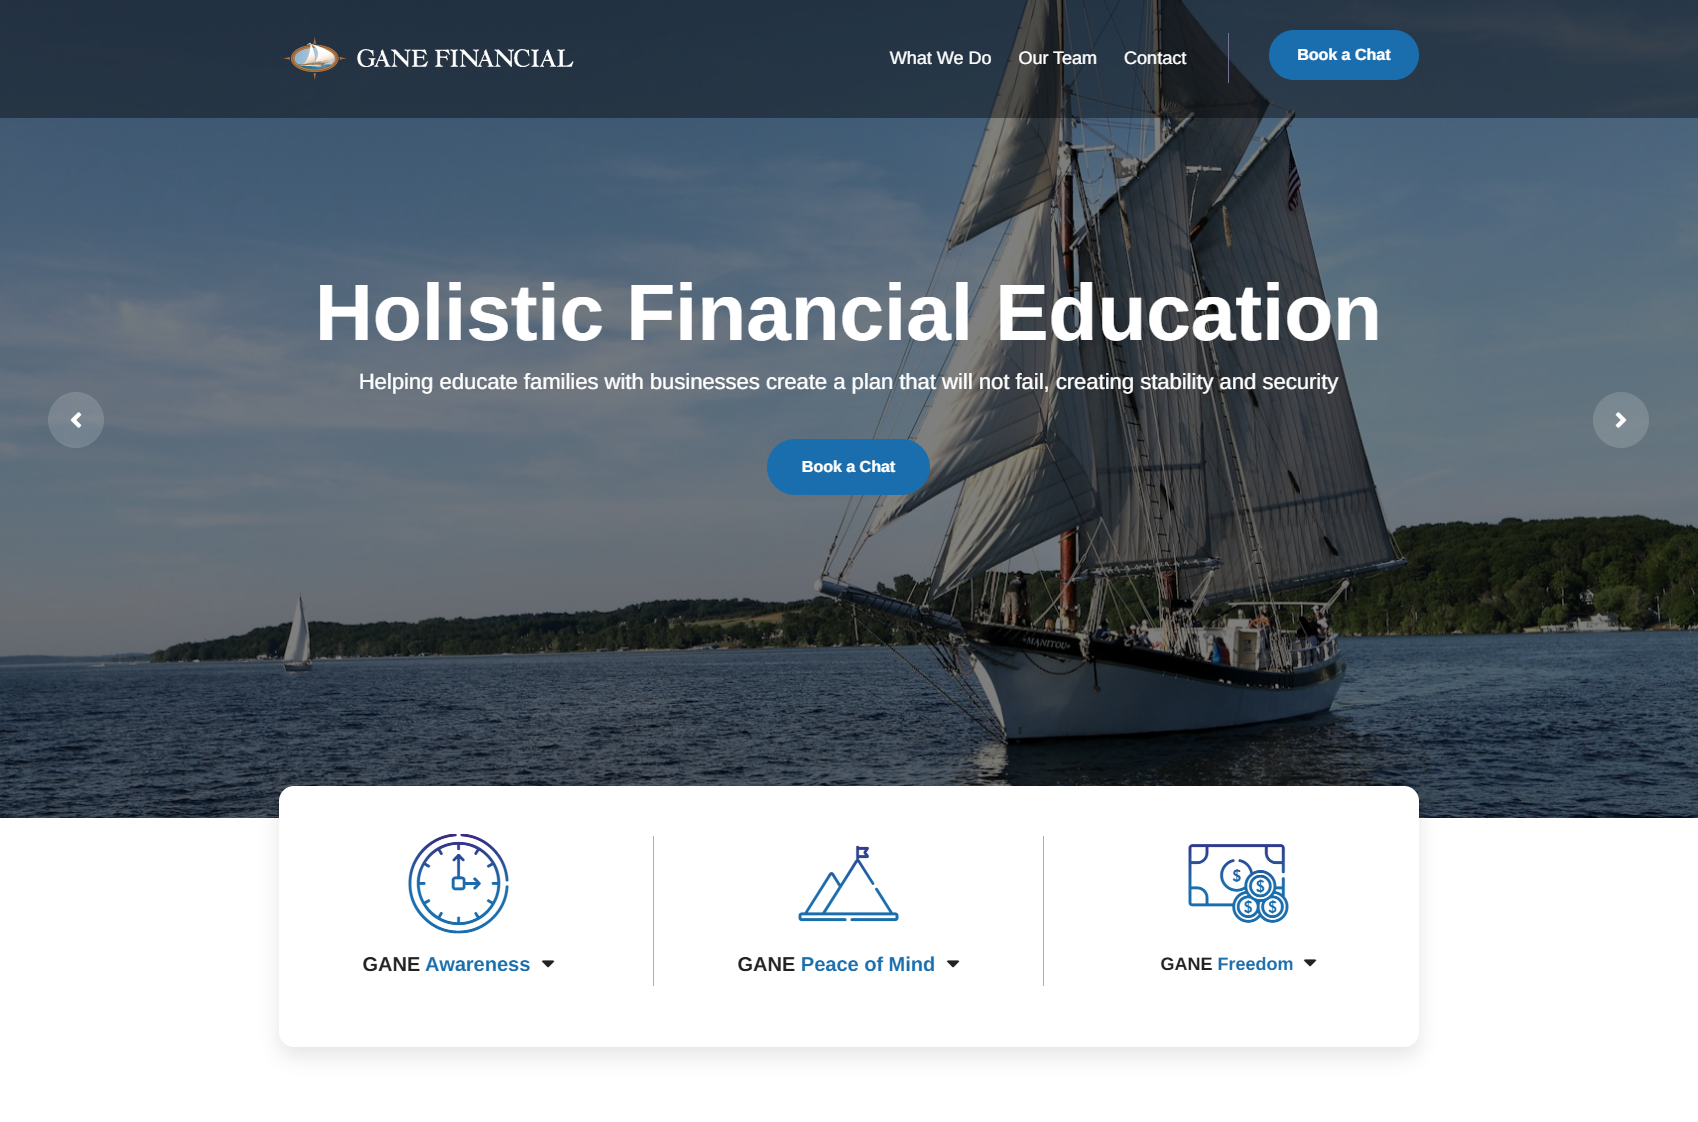 GANE FINANCIAL
What We Do
Our Team
Contact
Book a Chat
Holistic Financial Education
Helping educate families with businesses create a plan that will not fail, creating stability and security
Book a Chat
MANITOU
$
$
$
$
GANE Awareness
GANE Peace of Mind
GANE Freedom